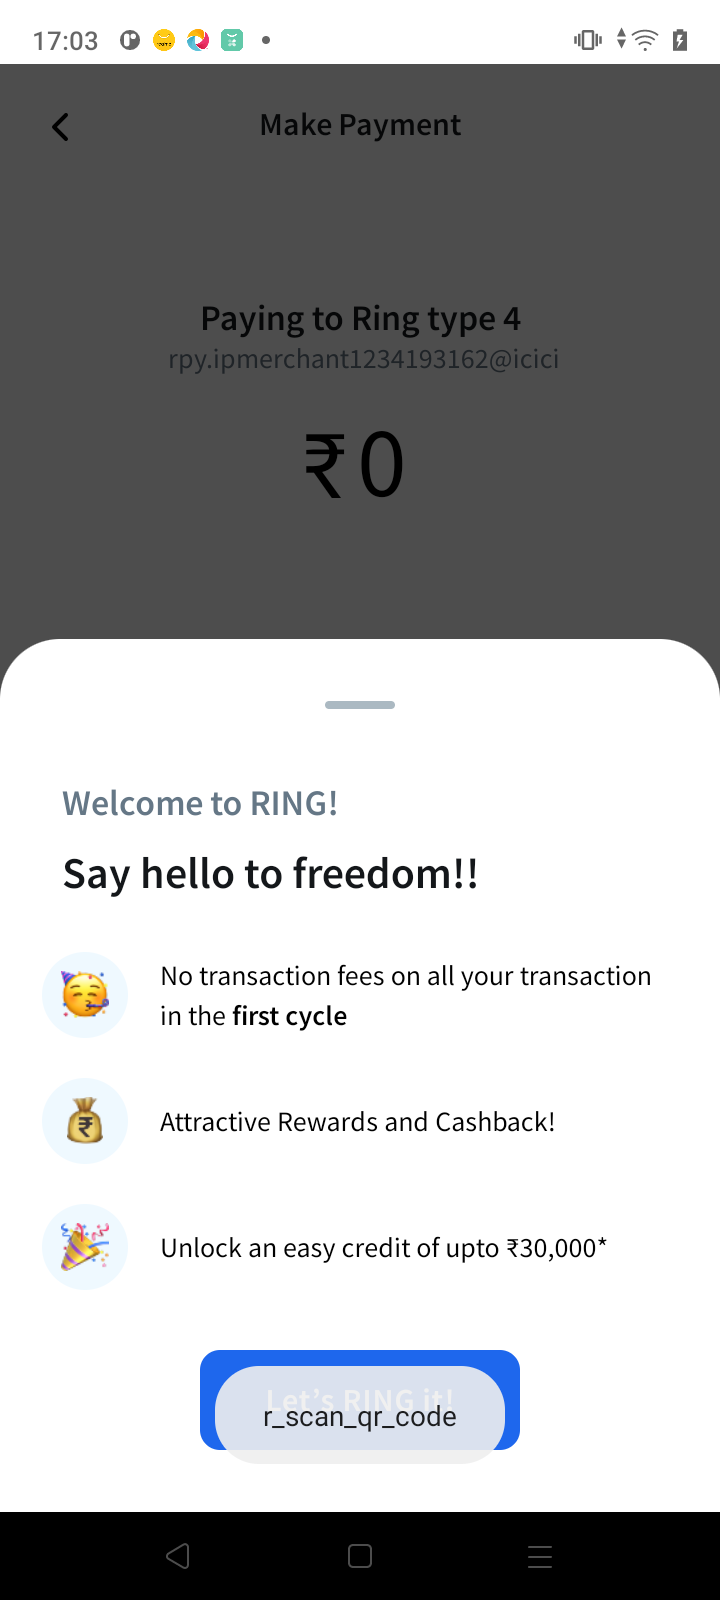 17:03
Make Payment
Paying to Ring type 4
rpy.ipmerchant1234193162@icici
₹0
Welcome to RING!
Say hello to freedom!!
No transaction fees on all your transaction
in the first cycle
Attractive Rewards and Cashback!
Unlock an easy credit of upto ₹30,000*
Let's RING it!
r_scan_qr_code